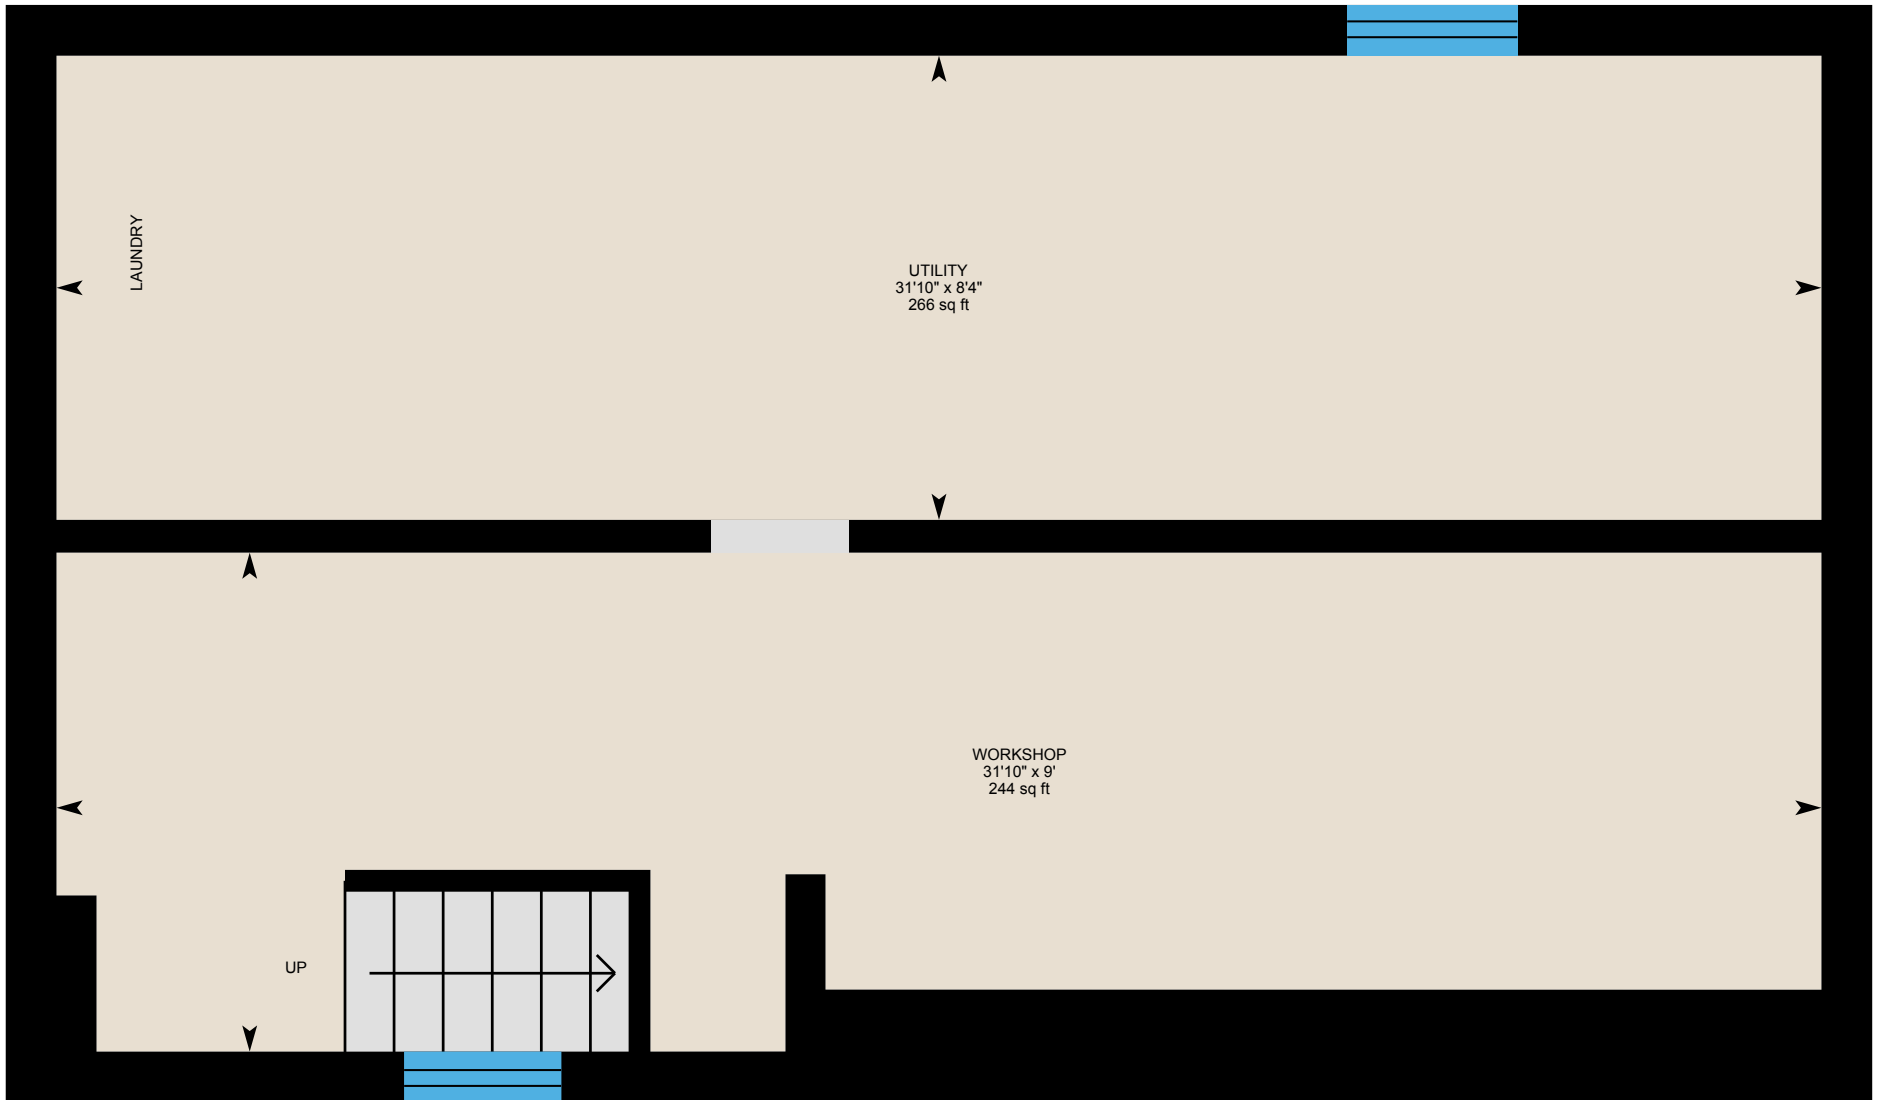 LAUNDRY
UTILITY
31'10" x 8'4"
266 sq ft
WORKSHOP
31'10" x 9'
244 sq ft
UP